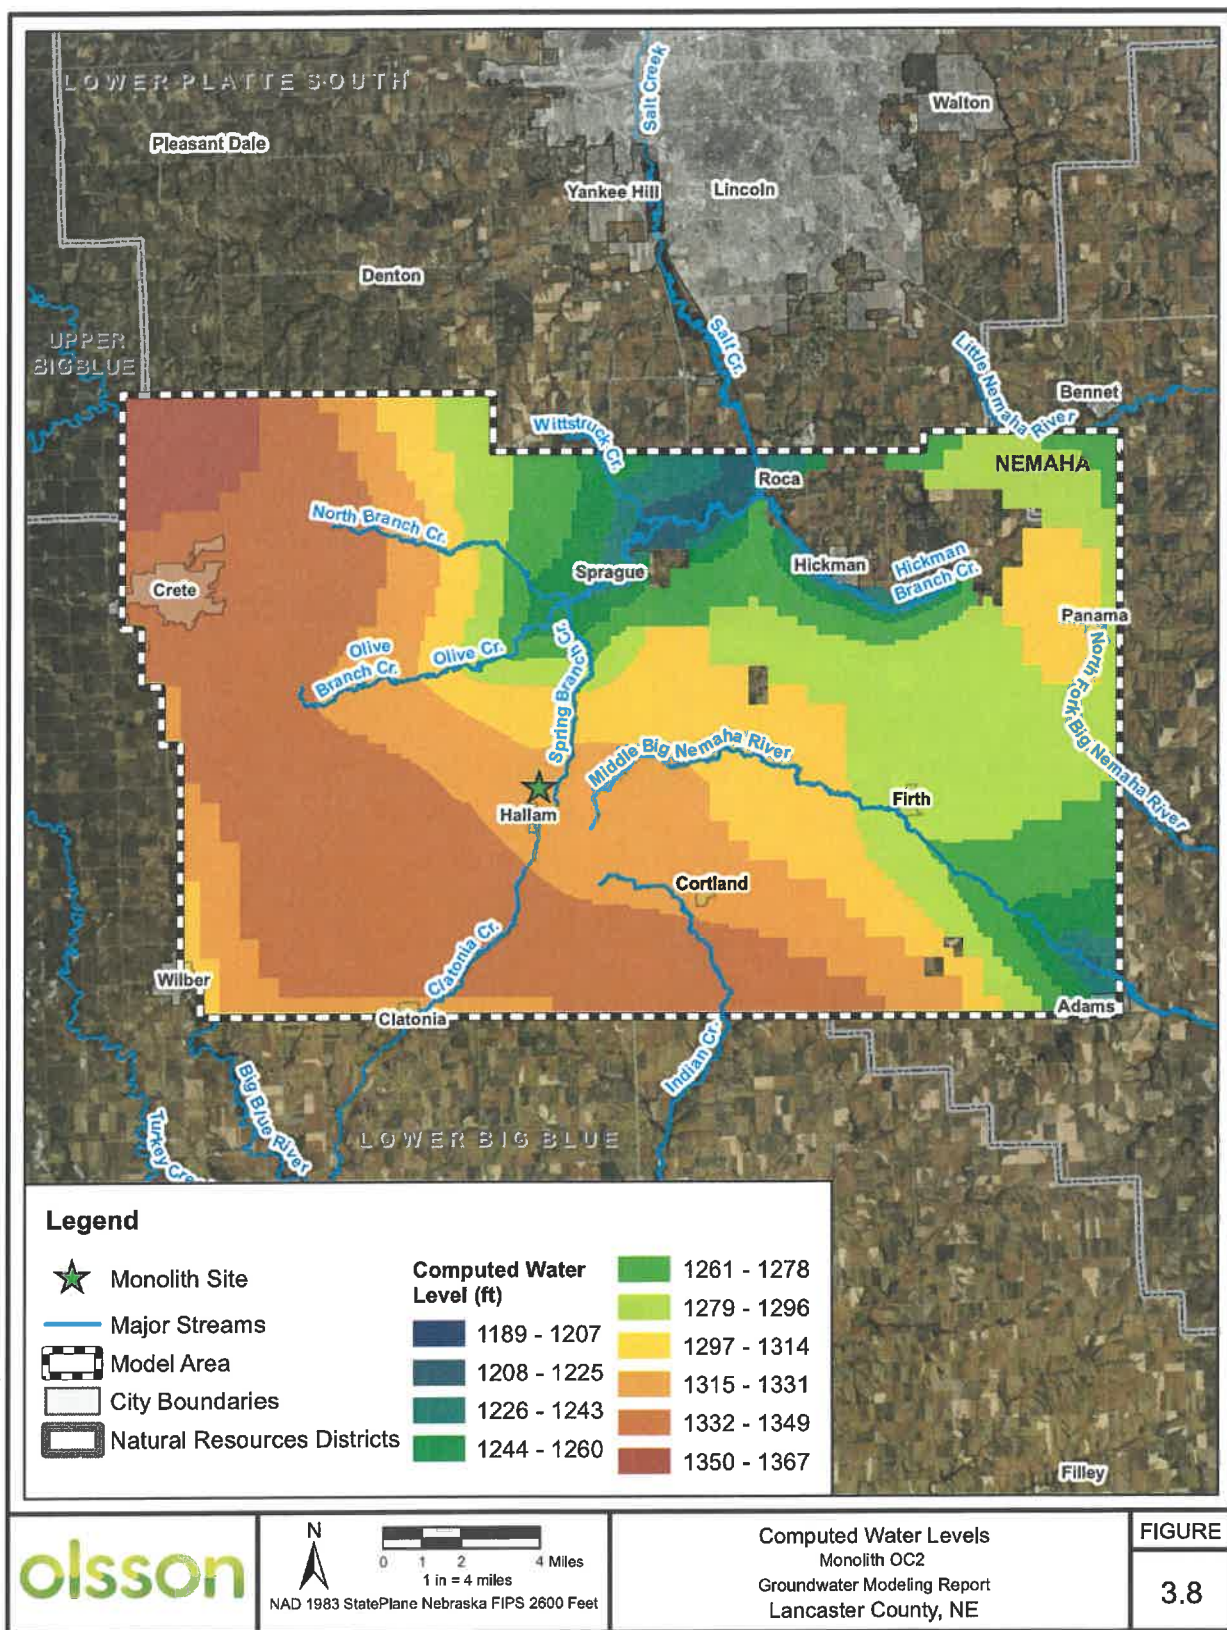 LOWER PLATTE SOUTH
Salt Creek
Walton
Pleasant Dale
Yankee Hill
Lincoln
Denton
UPPER
BIG BLUE
Salt Cr.
Little Nemaha River
Bennet
Wittstruck Cr.
NEMAHA
Roca
North Branch Cr.
Hickman
Hickman
Branch Cr.
Sprague
Crete
Panama
Olive
Branch Cr.
Olive Cr.
Spring Branch Cr.
North Fork Big Nemaha River
Middle Big Nemaha River
Hallam
Firth
Cortland
Clatonia Cr.
Wilber
Clatonia
Adams
Indian Cr.
Big Blue River
Turkey Cre
LOWER BIG BLUE
Legend
Monolith Site
Major Streams
Model Area
City Boundaries
Natural Resources Districts
Computed Water
Level (ft)
1189 - 1207
1208 - 1225
1226 - 1243
1244 - 1260
1261 - 1278
1279 - 1296
1297 - 1314
1315 - 1331
1332 - 1349
1350 - 1367
Filley
olsson
N
0 1 2 4 Miles
1 in = 4 miles
NAD 1983 StatePlane Nebraska FIPS 2600 Feet
Computed Water Levels
Monolith OC2
Groundwater Modeling Report
Lancaster County, NE
FIGURE
3.8